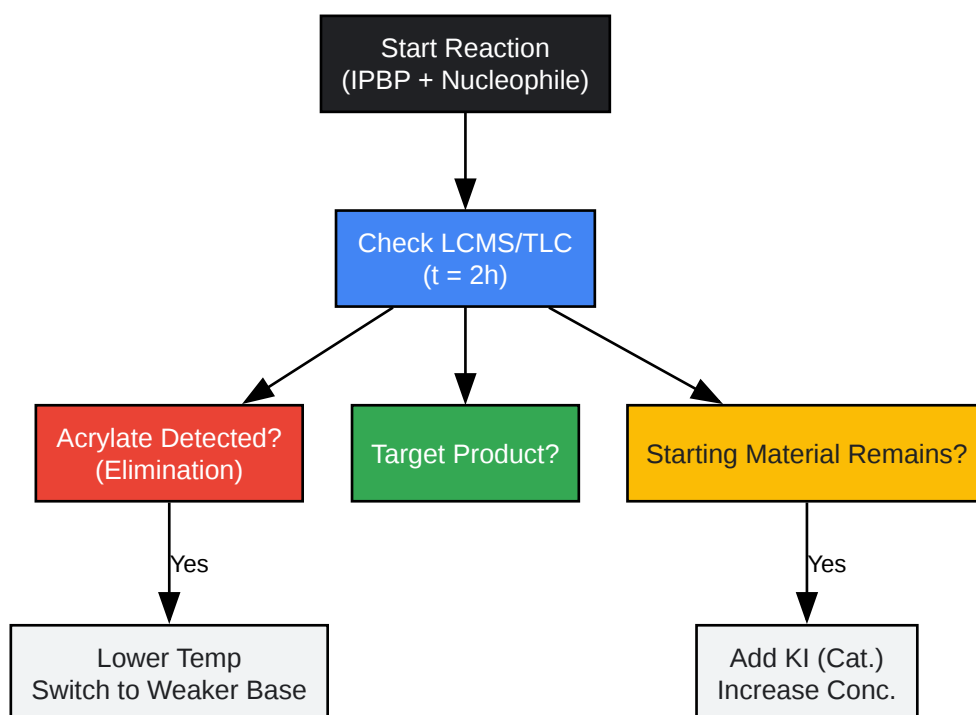 Start Reaction
(IPBP + Nucleophile)
Check LCMS/TLC
(t = 2h)
Acrylate Detected?
(Elimination)
Target Product?
Starting Material Remains?
Yes
Yes
Lower Temp
Switch to Weaker Base
Add KI (Cat.)
Increase Conc.